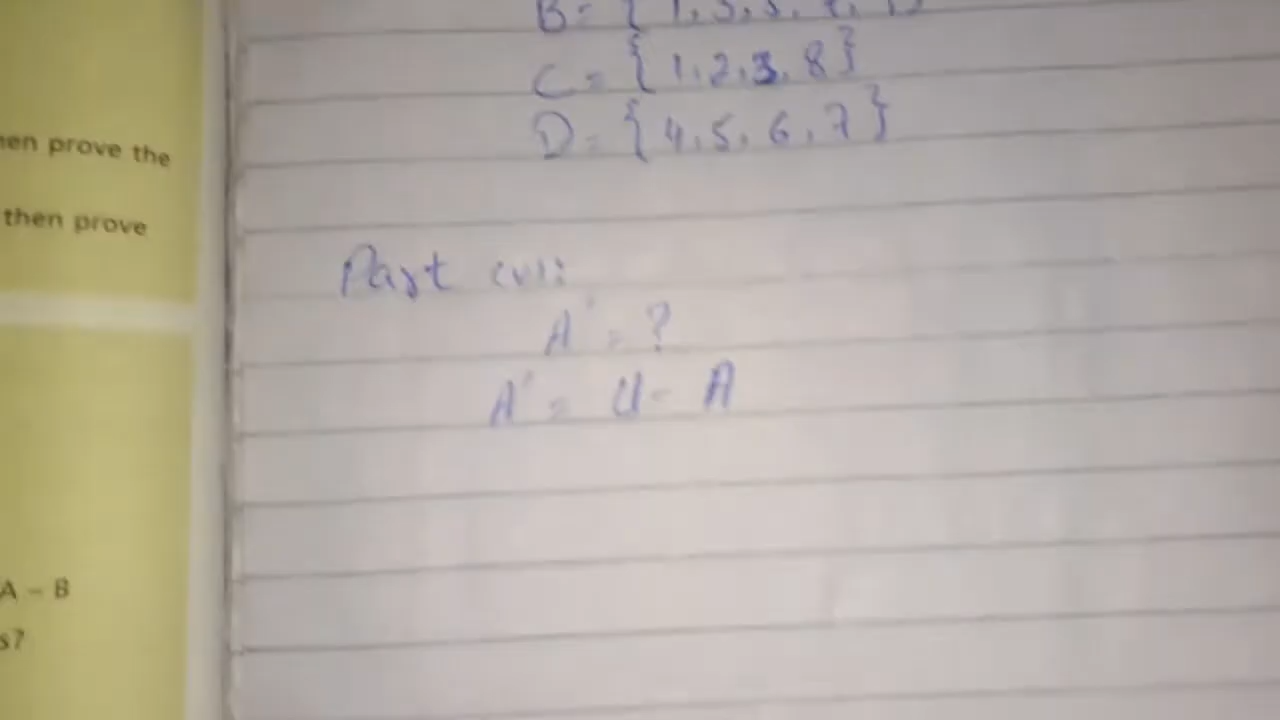 C = { 1, 2, 3, 8}
D = { 4, 5, 6, 7 }
hen prove the
then prove
Part (v):
A' = ?
A' = U - A
A – B
s?